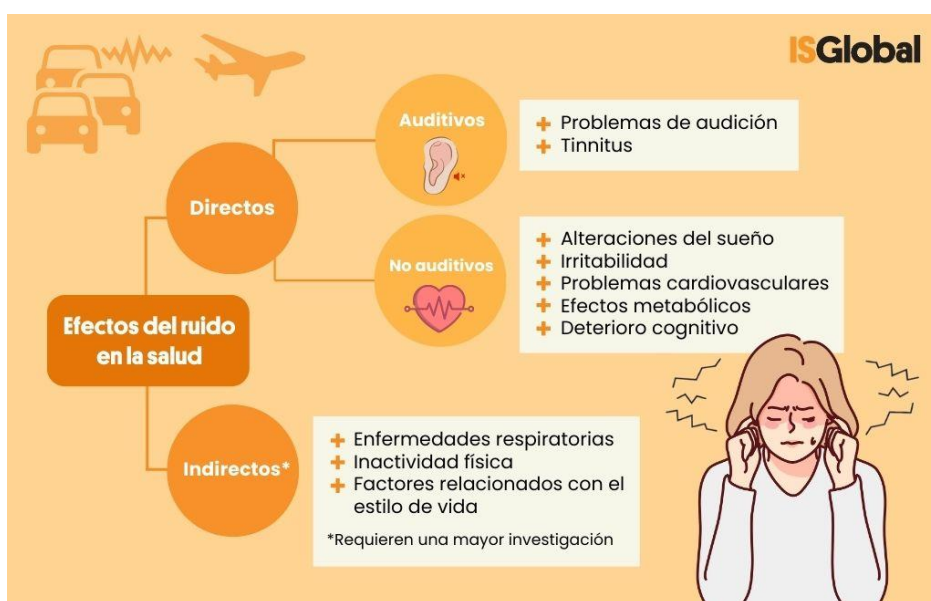 ISGlobal
Efectos del ruido
en la salud
Directos
Auditivos
+ Problemas de audición
+ Tinnitus
No auditivos
+ Alteraciones del sueño
+ Irritabilidad
+ Problemas cardiovasculares
+ Efectos metabólicos
+ Deterioro cognitivo
Indirectos*
+ Enfermedades respiratorias
+ Inactividad física
+ Factores relacionados con el
estilo de vida
*Requieren una mayor investigación